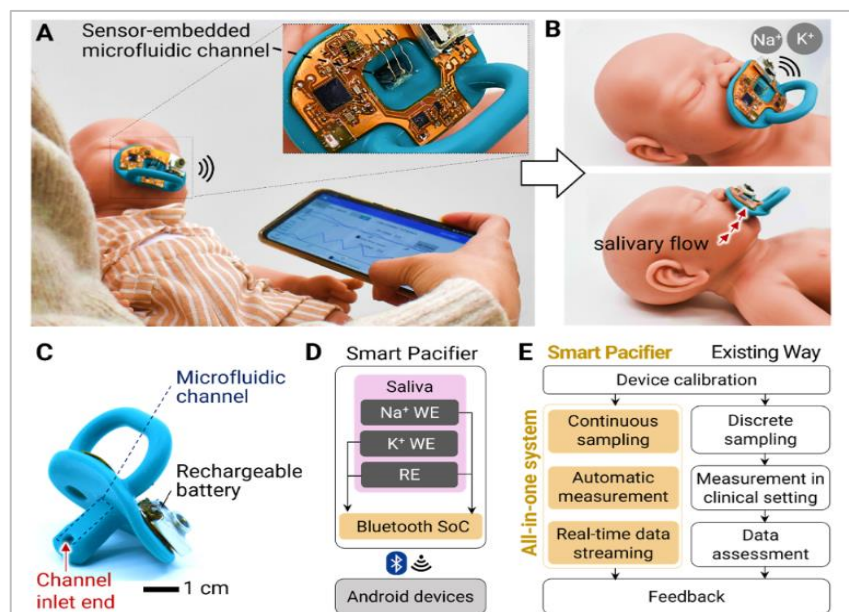 A
Sensor-embedded
microfluidic channel
B
Na⁺ K⁺
salivary flow
C
Microfluidic
channel
Rechargeable
battery
Channel
inlet end
1 cm
D
Smart Pacifier
Saliva
Na⁺ WE
K⁺ WE
RE
Bluetooth SoC
Android devices
E
Smart Pacifier Existing Way
Device calibration
All-in-one system
Continuous
sampling
Discrete
sampling
Automatic
measurement
Measurement in
clinical setting
Real-time data
streaming
Data
assessment
Feedback